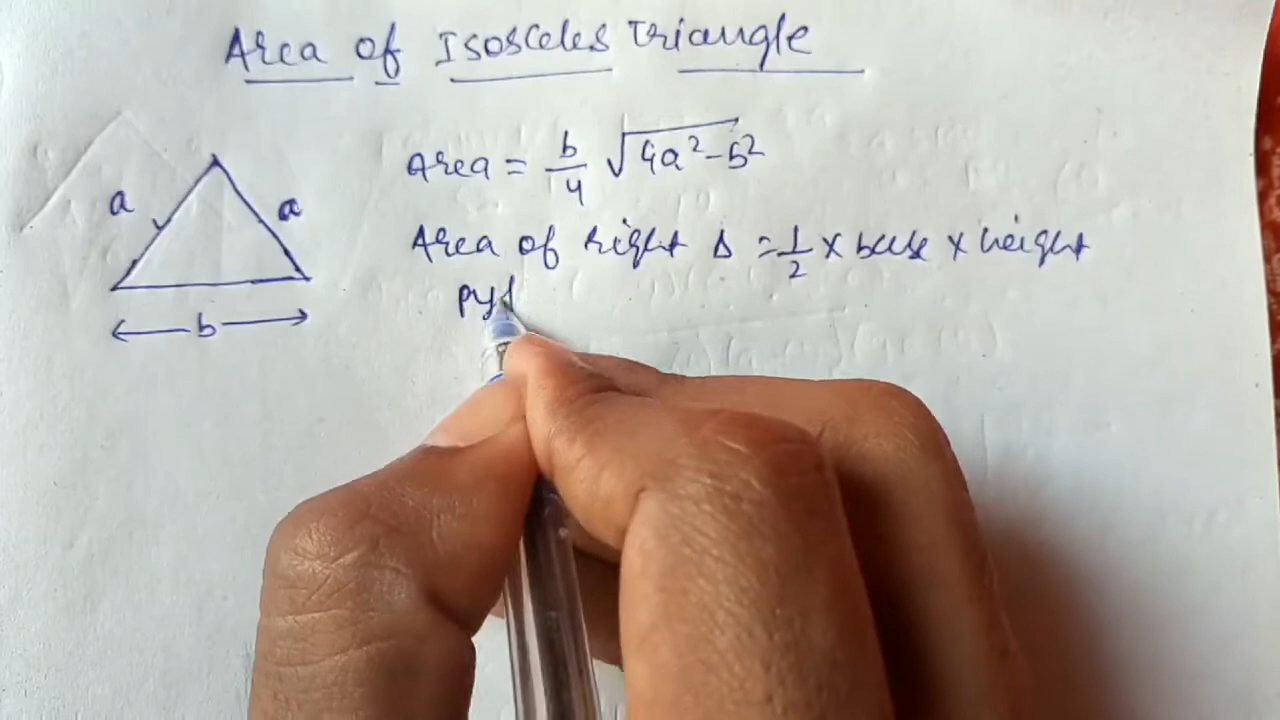 Area of Isosceles Triangle
a
a
b
Area = b/4 √4a²-b²
Area of right Δ = 1/2 × base × height
pyt